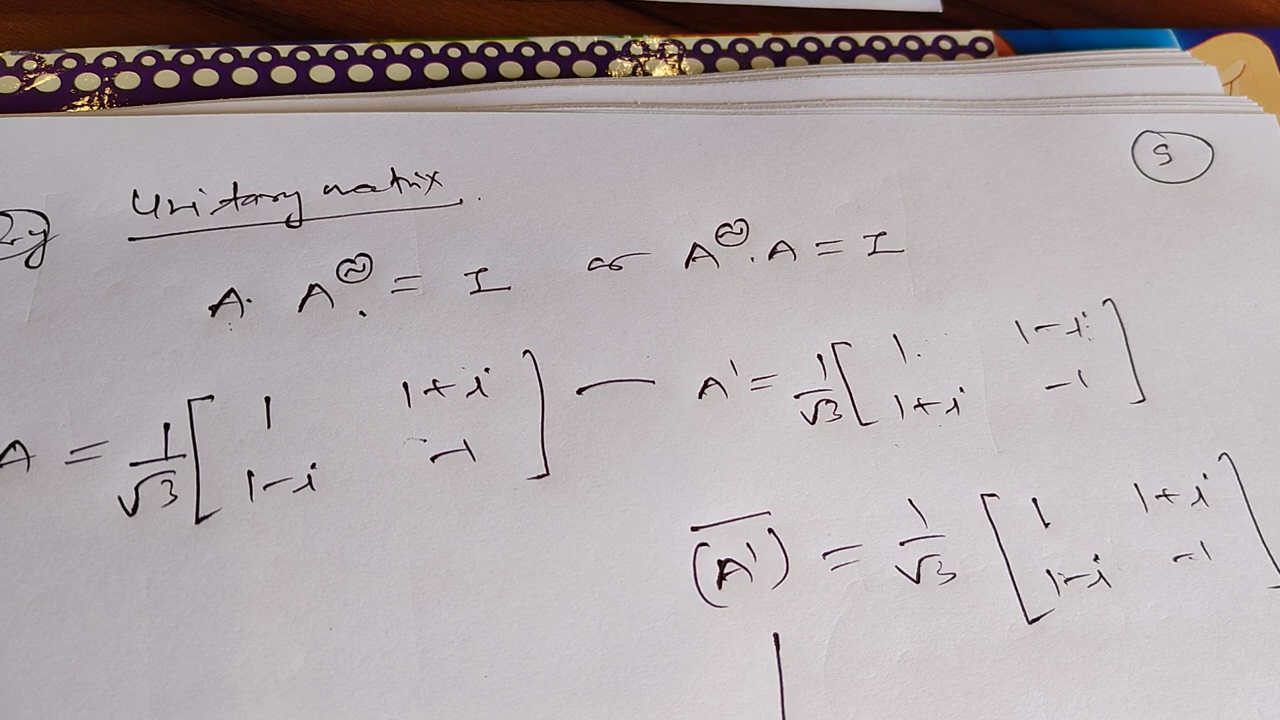 5
Unitary matrix.
A. A^Θ. = I or A^Θ.A = I
A = 1/√3 [ 1 1+i ; 1-i -1 ] — A' = 1/√3 [ 1 1-i ; 1+i -1 ]
\overline{(A')} = 1/√3 [ 1 1+i ; 1-i -1 ]